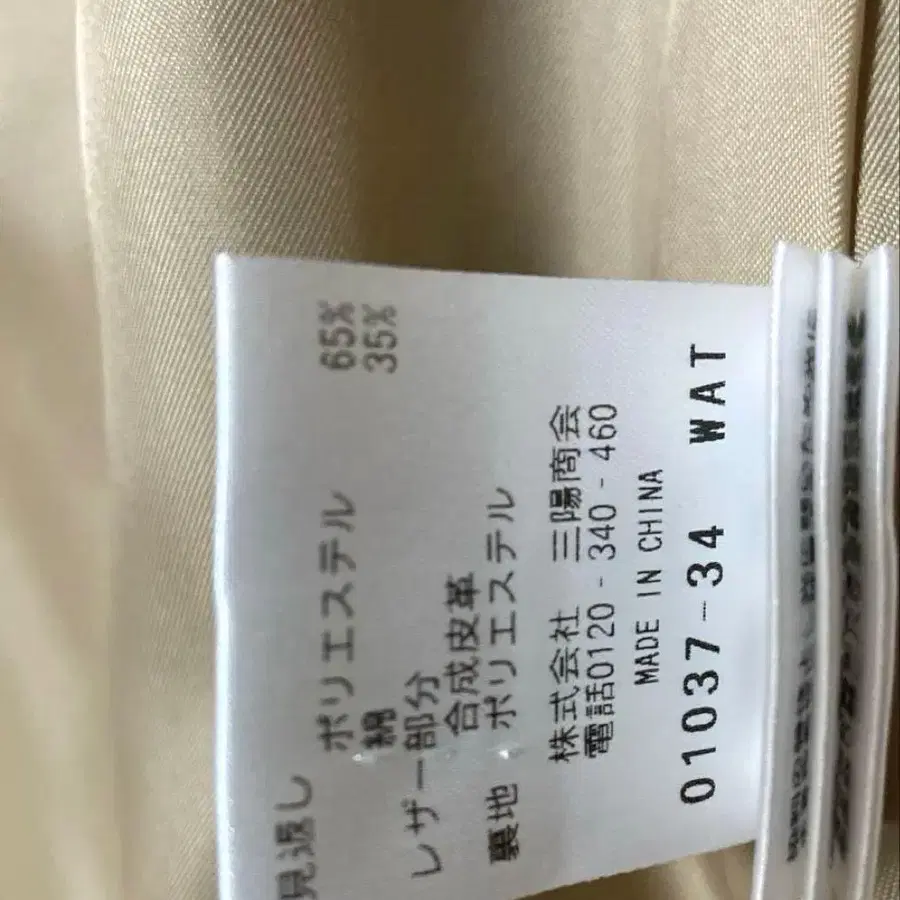 見返し
ポリエステル 65%
綿 35%
レザー部分
合成皮革
裏地 ポリエステル
株式会社 三陽商会
電話0120-340-460
MADE IN CHINA
01037-34 WAT